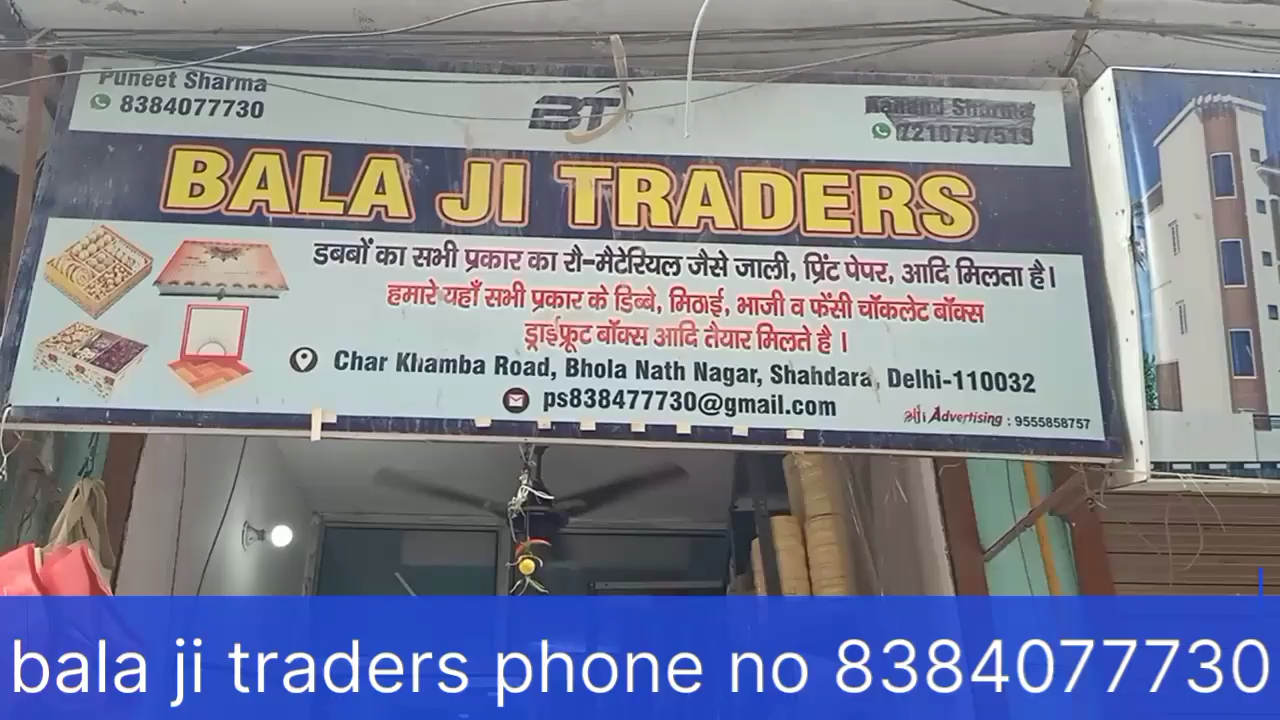 Puneet Sharma
8384077730
BT
Sharma
7210797519
BALA JI TRADERS
डबबों का सभी प्रकार का रौ-मैटेरियल जैसे जाली, प्रिंट पेपर, आदि मिलता है।
हमारे यहाँ सभी प्रकार के डिब्बे, मिठाई, भाजी व फेंसी चॉकलेट बॉक्स
ड्राईफ्रूट बॉक्स आदि तैयार मिलते है।
Char Khamba Road, Bhola Nath Nagar, Shahdara, Delhi-110032
ps838477730@gmail.com
Advertising : 9555858757
bala ji traders phone no 8384077730